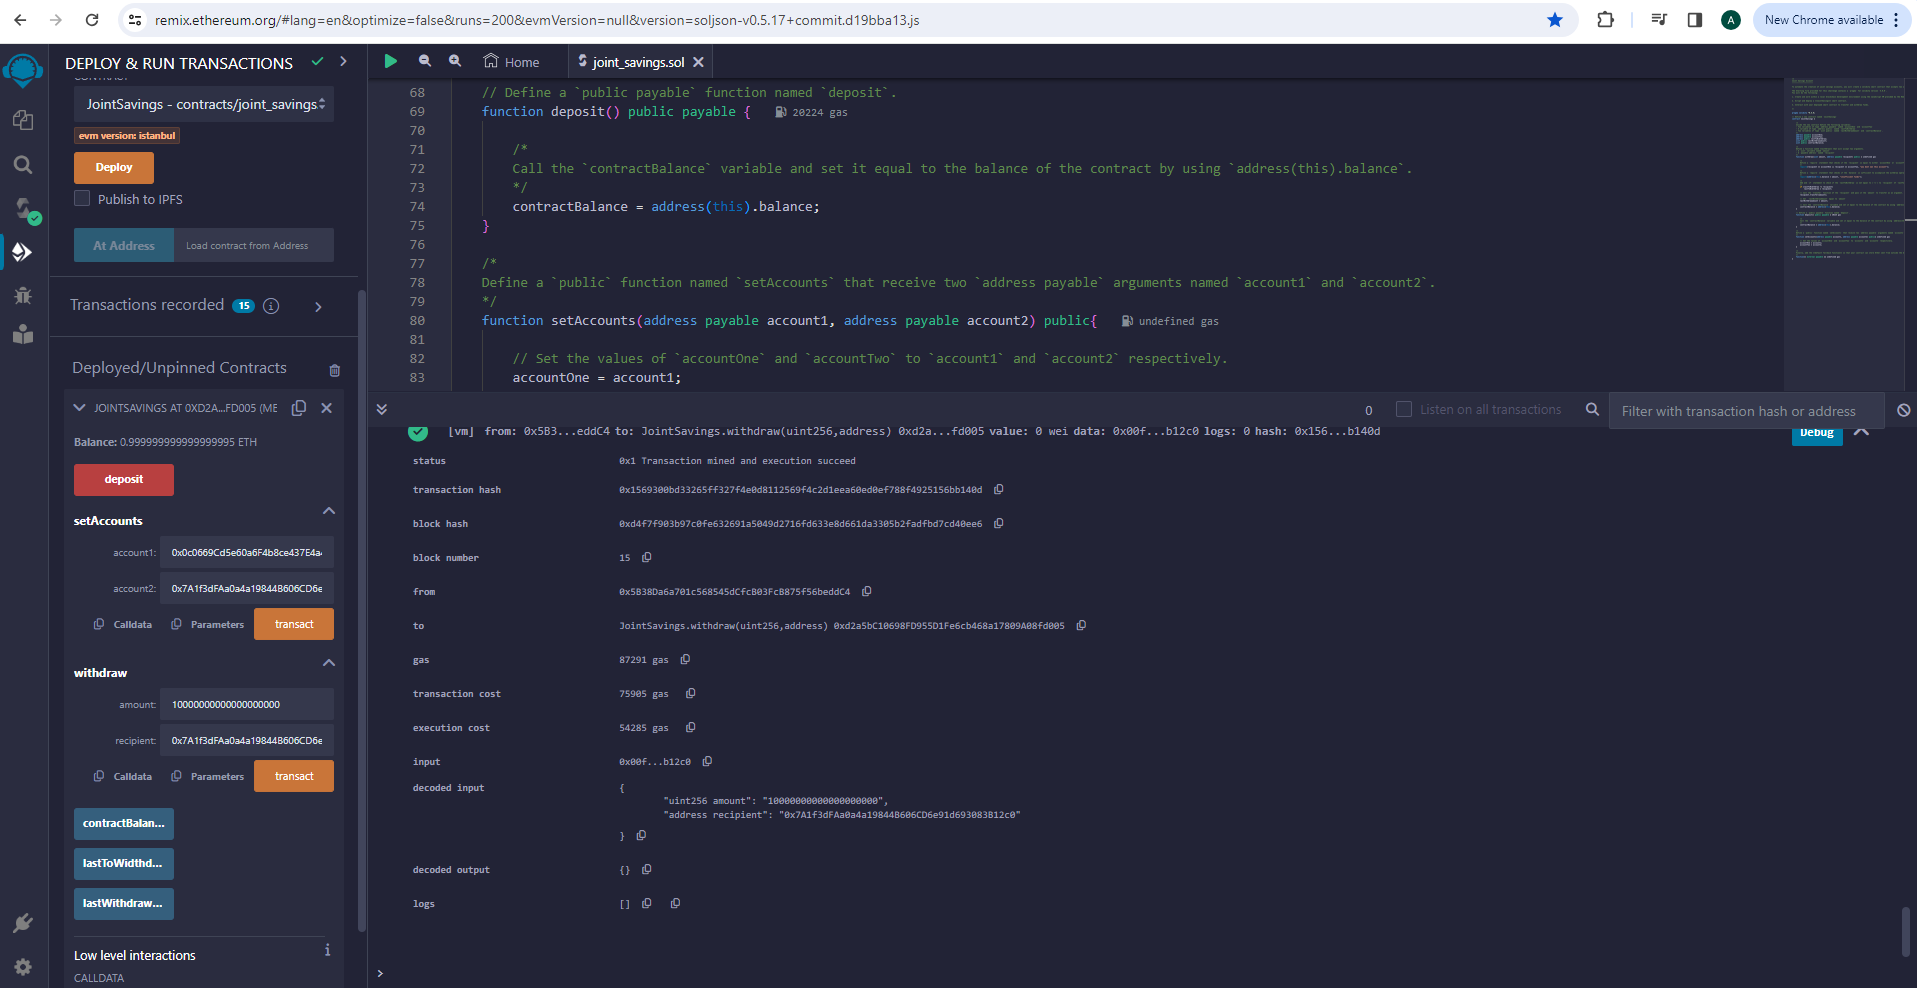 remix.ethereum.org/#lang=en&optimize=false&runs=200&evmVersion=null&version=soljson-v0.5.17+commit.d19bba13.js
A
New Chrome available
DEPLOY & RUN TRANSACTIONS
CONTRACT
JointSavings - contracts/joint_savings.
evm version: istanbul
Deploy
Publish to IPFS
At Address
Load contract from Address
Transactions recorded 15
Deployed/Unpinned Contracts
JOINTSAVINGS AT 0XD2A...FD005 (ME
Balance: 0.999999999999999995 ETH
deposit
setAccounts
account1: 0x0c0669Cd5e60a6F4b8ce437E4a
account2: 0x7A1f3dFAa0a4a19844B606CD6e
Calldata
Parameters
transact
withdraw
amount: 10000000000000000000
recipient: 0x7A1f3dFAa0a4a19844B606CD6e
Calldata
Parameters
transact
contractBalan...
lastToWidthd...
lastWithdraw...
Low level interactions
CALLDATA
Home
joint_savings.sol
68 // Define a `public payable` function named `deposit`.
69 function deposit() public payable { 20224 gas
70
71 /*
72 Call the `contractBalance` variable and set it equal to the balance of the contract by using `address(this).balance`.
73 */
74 contractBalance = address(this).balance;
75 }
76
77 /*
78 Define a `public` function named `setAccounts` that receive two `address payable` arguments named `account1` and `account2`.
79 */
80 function setAccounts(address payable account1, address payable account2) public{ undefined gas
81
82 // Set the values of `accountOne` and `accountTwo` to `account1` and `account2` respectively.
83 accountOne = account1;
0
Listen on all transactions
Filter with transaction hash or address
[vm] from: 0x5B3...eddC4 to: JointSavings.withdraw(uint256,address) 0xd2a...fd005 value: 0 wei data: 0x00f...b12c0 logs: 0 hash: 0x156...b140d
Debug
status 0x1 Transaction mined and execution succeed
transaction hash 0x1569300bd33265ff327f4e0d8112569f4c2d1eea60ed0ef788f4925156bb140d
block hash 0xd4f7f903b97c0fe632691a5049d2716fd633e8d661da3305b2fadfbd7cd40ee6
block number 15
from 0x5B38Da6a701c568545dCfcB03FcB875f56beddC4
to JointSavings.withdraw(uint256,address) 0xd2a5bC10698FD955D1Fe6cb468a17809A08fd005
gas 87291 gas
transaction cost 75905 gas
execution cost 54285 gas
input 0x00f...b12c0
decoded input {
"uint256 amount": "10000000000000000000",
"address recipient": "0x7A1f3dFAa0a4a19844B606CD6e91d693083B12c0"
}
decoded output {}
logs []
>